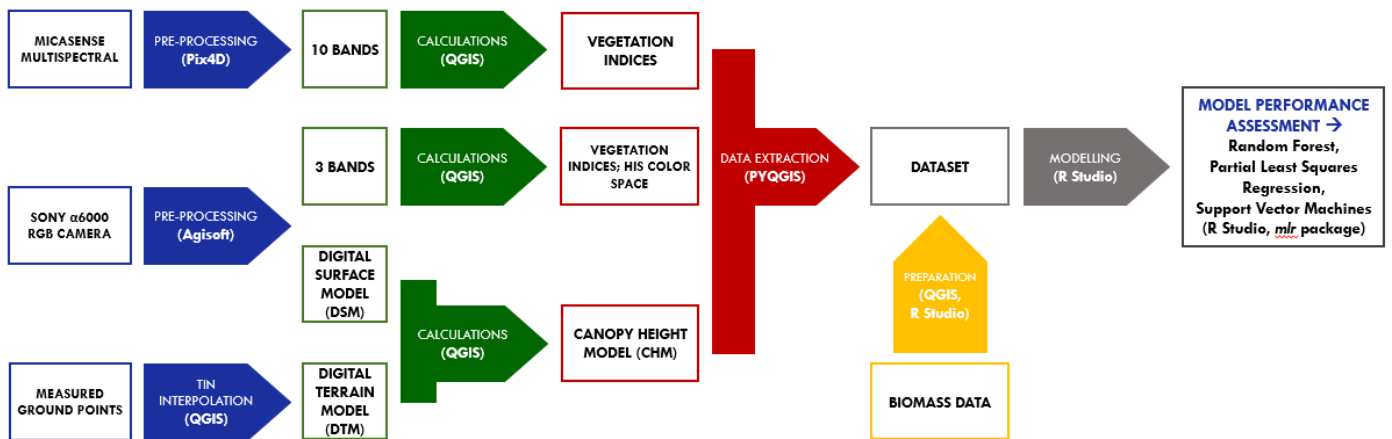 MICASENSE
MULTISPECTRAL
PRE-PROCESSING
(Pix4D)
10 BANDS
CALCULATIONS
(QGIS)
VEGETATION
INDICES
3 BANDS
CALCULATIONS
(QGIS)
VEGETATION
INDICES; HIS COLOR
SPACE
SONY α6000
RGB CAMERA
PRE-PROCESSING
(Agisoft)
DIGITAL
SURFACE
MODEL
(DSM)
MEASURED
GROUND POINTS
TIN
INTERPOLATION
(QGIS)
DIGITAL
TERRAIN
MODEL
(DTM)
CALCULATIONS
(QGIS)
CANOPY HEIGHT
MODEL (CHM)
DATA EXTRACTION
(PYQGIS)
DATASET
PREPARATION
(QGIS,
R Studio)
BIOMASS DATA
MODELLING
(R Studio)
MODEL PERFORMANCE
ASSESSMENT →
Random Forest,
Partial Least Squares
Regression,
Support Vector Machines
(R Studio, mlr package)